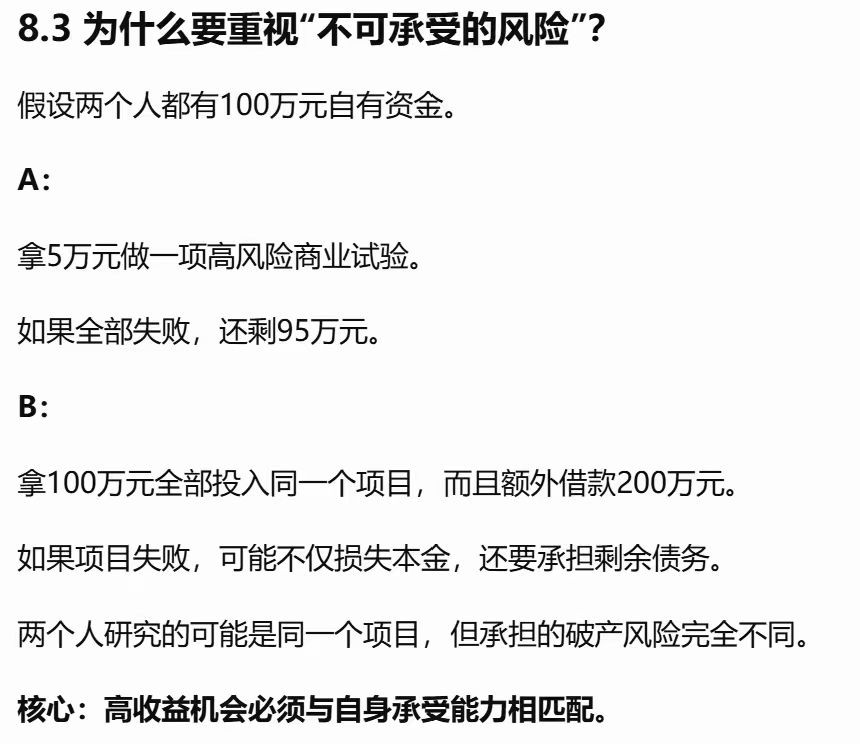 8.3 为什么要重视“不可承受的风险”？
假设两个人都有100万元自有资金。
A：
拿5万元做一项高风险商业试验。
如果全部失败，还剩95万元。
B：
拿100万元全部投入同一个项目，而且额外借款200万元。
如果项目失败，可能不仅损失本金，还要承担剩余债务。
两个人研究的可能是同一个项目，但承担的破产风险完全不同。
核心：高收益机会必须与自身承受能力相匹配。